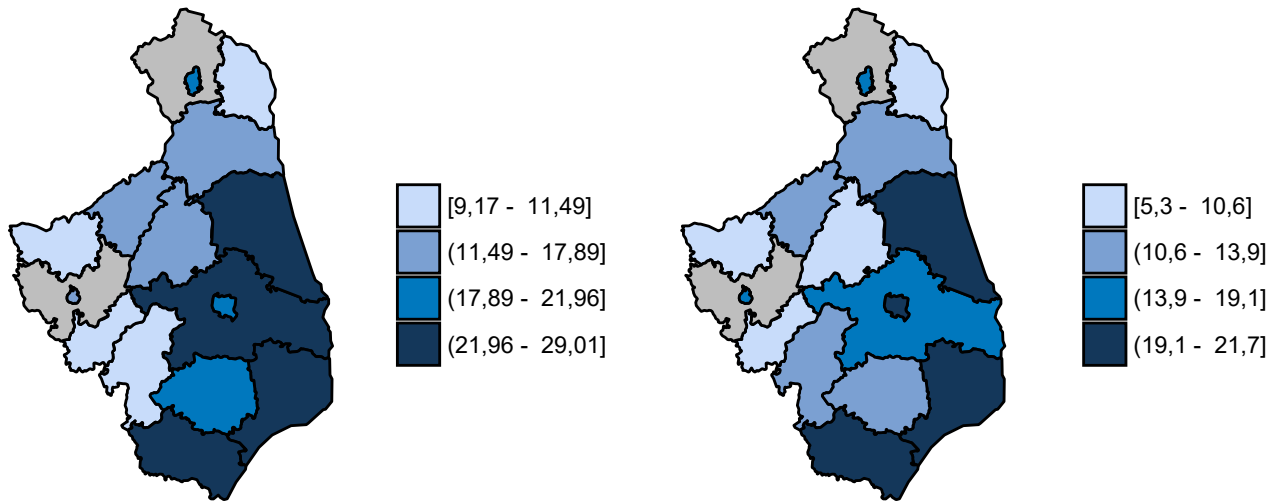 [9,17 - 11,49]
(11,49 - 17,89]
(17,89 - 21,96]
(21,96 - 29,01]
[5,3 - 10,6]
(10,6 - 13,9]
(13,9 - 19,1]
(19,1 - 21,7]